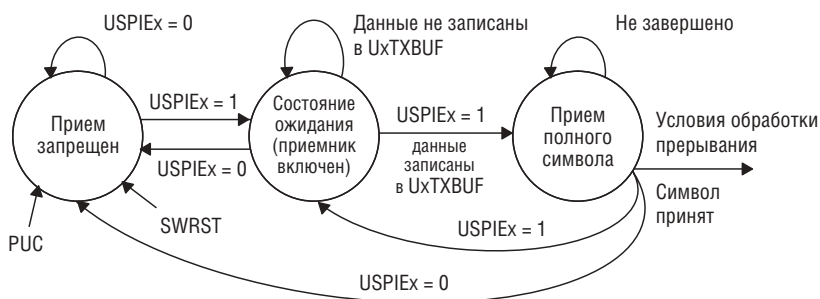 USPIEx = 0
Данные не записаны
в UxTXBUF
Не завершено
Прием
запрещен
USPIEx = 1
USPIEx = 0
Состояние
ожидания
(приемник
включен)
USPIEx = 1
данные
записаны
в UxTXBUF
Прием
полного
символа
Условия обработки
прерывания
Символ
принят
PUC
SWRST
USPIEx = 1
USPIEx = 0